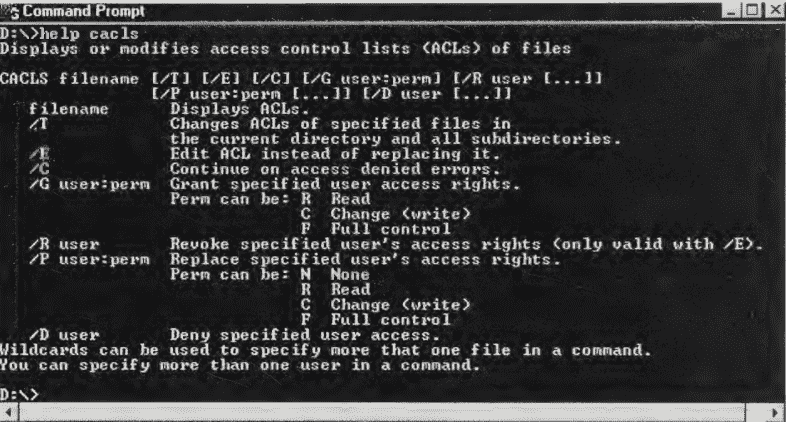 Command Prompt
D:\>help cacls
Displays or modifies access control lists (ACLs) of files

CACLS filename [/T] [/E] [/C] [/G user:perm] [/R user [...]]
               [/P user:perm [...]] [/D user [...]]
   filename      Displays ACLs.
   /T            Changes ACLs of specified files in
                 the current directory and all subdirectories.
   /E            Edit ACL instead of replacing it.
   /C            Continue on access denied errors.
   /G user:perm  Grant specified user access rights.
                 Perm can be: R  Read
                              C  Change (write)
                              F  Full control
   /R user       Revoke specified user's access rights (only valid with /E).
   /P user:perm  Replace specified user's access rights.
                 Perm can be: N  None
                              R  Read
                              C  Change (write)
                              F  Full control
   /D user       Deny specified user access.
Wildcards can be used to specify more that one file in a command.
You can specify more than one user in a command.

D:\>